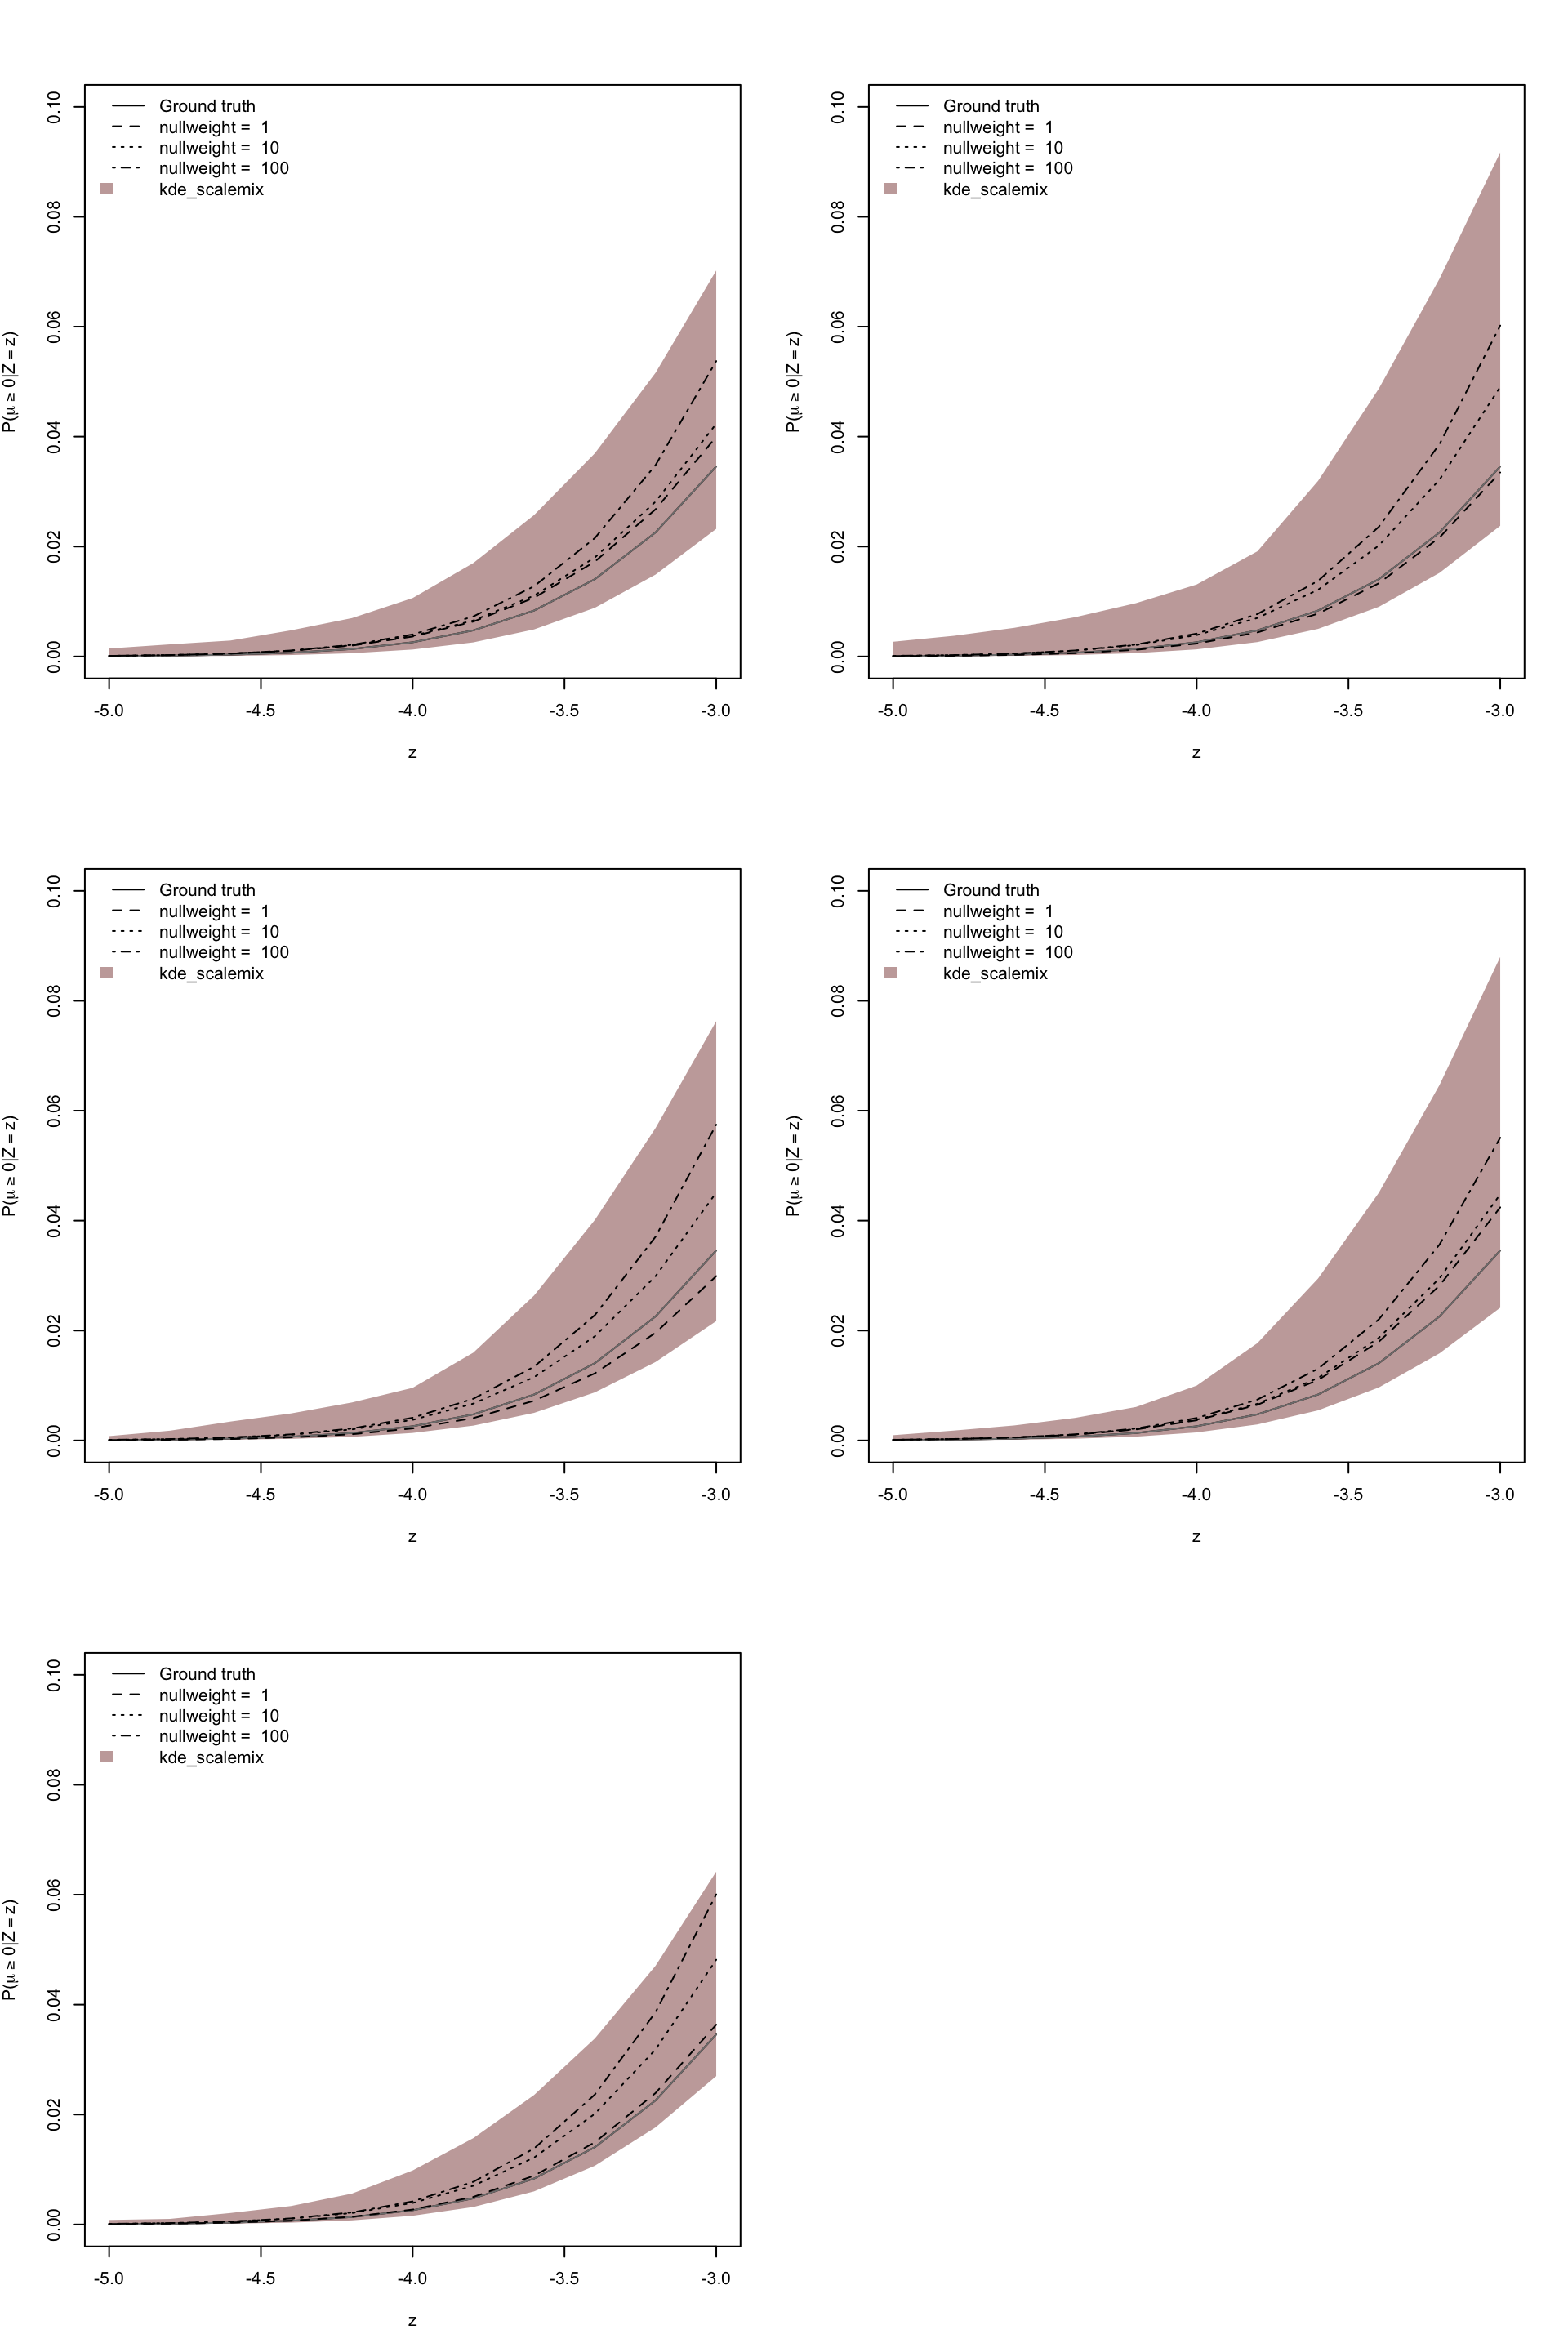 Ground truth
nullweight = 1
nullweight = 10
nullweight = 100
kde_scalemix
P(μ ≥ 0|Z = z)
0.10
0.08
0.06
0.04
0.02
0.00
-5.0 -4.5 -4.0 -3.5 -3.0
z
Ground truth
nullweight = 1
nullweight = 10
nullweight = 100
kde_scalemix
P(μ ≥ 0|Z = z)
0.10
0.08
0.06
0.04
0.02
0.00
-5.0 -4.5 -4.0 -3.5 -3.0
z
Ground truth
nullweight = 1
nullweight = 10
nullweight = 100
kde_scalemix
P(μ ≥ 0|Z = z)
0.10
0.08
0.06
0.04
0.02
0.00
-5.0 -4.5 -4.0 -3.5 -3.0
z
Ground truth
nullweight = 1
nullweight = 10
nullweight = 100
kde_scalemix
P(μ ≥ 0|Z = z)
0.10
0.08
0.06
0.04
0.02
0.00
-5.0 -4.5 -4.0 -3.5 -3.0
z
Ground truth
nullweight = 1
nullweight = 10
nullweight = 100
kde_scalemix
P(μ ≥ 0|Z = z)
0.10
0.08
0.06
0.04
0.02
0.00
-5.0 -4.5 -4.0 -3.5 -3.0
z